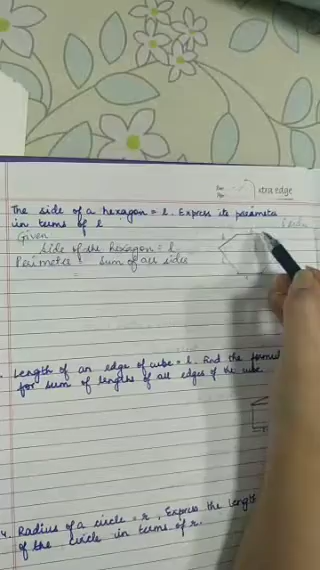 xtra edge
The side of a hexagon = l. Express its perimeter
in terms of l
6 sides
Given
Side of the hexagon = l
Perimeter = Sum of all sides
=
Length of an edge of cube = l. Find the
for sum of lengths of all edges of the cube
4. Radius of a circle = r, Express the length
of the circle in terms of r.